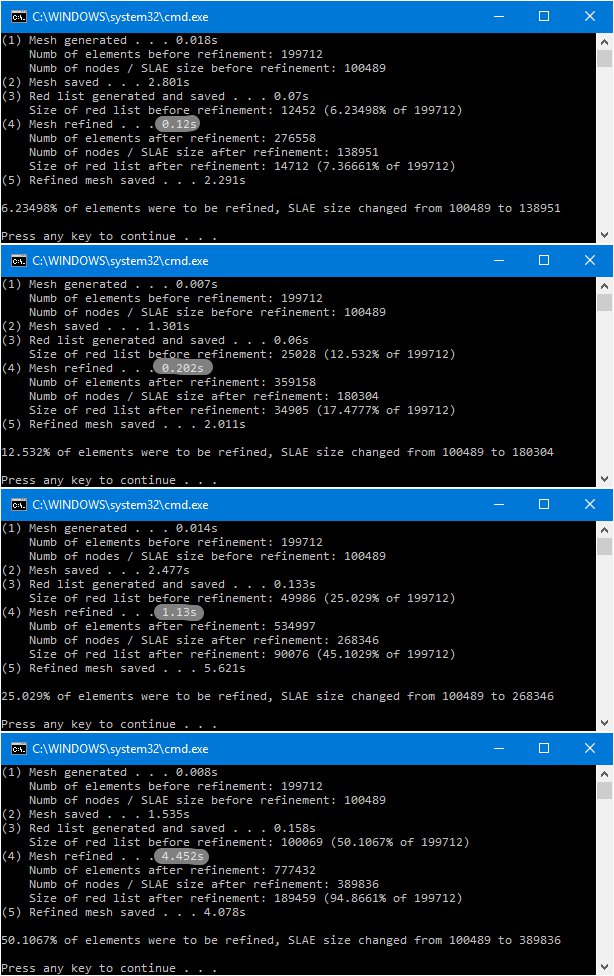 C:\WINDOWS\system32\cmd.exe
(1) Mesh generated . . . 0.018s
Numb of elements before refinement: 199712
Numb of nodes / SLAE size before refinement: 100489
(2) Mesh saved . . . 2.801s
(3) Red list generated and saved . . . 0.07s
Size of red list before refinement: 12452 (6.23498% of 199712)
(4) Mesh refined . . . 0.12s
Numb of elements after refinement: 276558
Numb of nodes / SLAE size after refinement: 138951
Size of red list after refinement: 14712 (7.36661% of 199712)
(5) Refined mesh saved . . . 2.291s
6.23498% of elements were to be refined, SLAE size changed from 100489 to 138951
Press any key to continue . . .
C:\WINDOWS\system32\cmd.exe
(1) Mesh generated . . . 0.007s
Numb of elements before refinement: 199712
Numb of nodes / SLAE size before refinement: 100489
(2) Mesh saved . . . 1.301s
(3) Red list generated and saved . . . 0.06s
Size of red list before refinement: 25028 (12.532% of 199712)
(4) Mesh refined . . . 0.202s
Numb of elements after refinement: 359158
Numb of nodes / SLAE size after refinement: 180304
Size of red list after refinement: 34905 (17.4777% of 199712)
(5) Refined mesh saved . . . 2.011s
12.532% of elements were to be refined, SLAE size changed from 100489 to 180304
Press any key to continue . . .
C:\WINDOWS\system32\cmd.exe
(1) Mesh generated . . . 0.014s
Numb of elements before refinement: 199712
Numb of nodes / SLAE size before refinement: 100489
(2) Mesh saved . . . 2.477s
(3) Red list generated and saved . . . 0.133s
Size of red list before refinement: 49986 (25.029% of 199712)
(4) Mesh refined . . . 1.13s
Numb of elements after refinement: 534997
Numb of nodes / SLAE size after refinement: 268346
Size of red list after refinement: 90076 (45.1029% of 199712)
(5) Refined mesh saved . . . 5.621s
25.029% of elements were to be refined, SLAE size changed from 100489 to 268346
Press any key to continue . . .
C:\WINDOWS\system32\cmd.exe
(1) Mesh generated . . . 0.008s
Numb of elements before refinement: 199712
Numb of nodes / SLAE size before refinement: 100489
(2) Mesh saved . . . 1.535s
(3) Red list generated and saved . . . 0.158s
Size of red list before refinement: 100069 (50.1067% of 199712)
(4) Mesh refined . . . 4.452s
Numb of elements after refinement: 777432
Numb of nodes / SLAE size after refinement: 389836
Size of red list after refinement: 189459 (94.8661% of 199712)
(5) Refined mesh saved . . . 4.078s
50.1067% of elements were to be refined, SLAE size changed from 100489 to 389836
Press any key to continue . . .